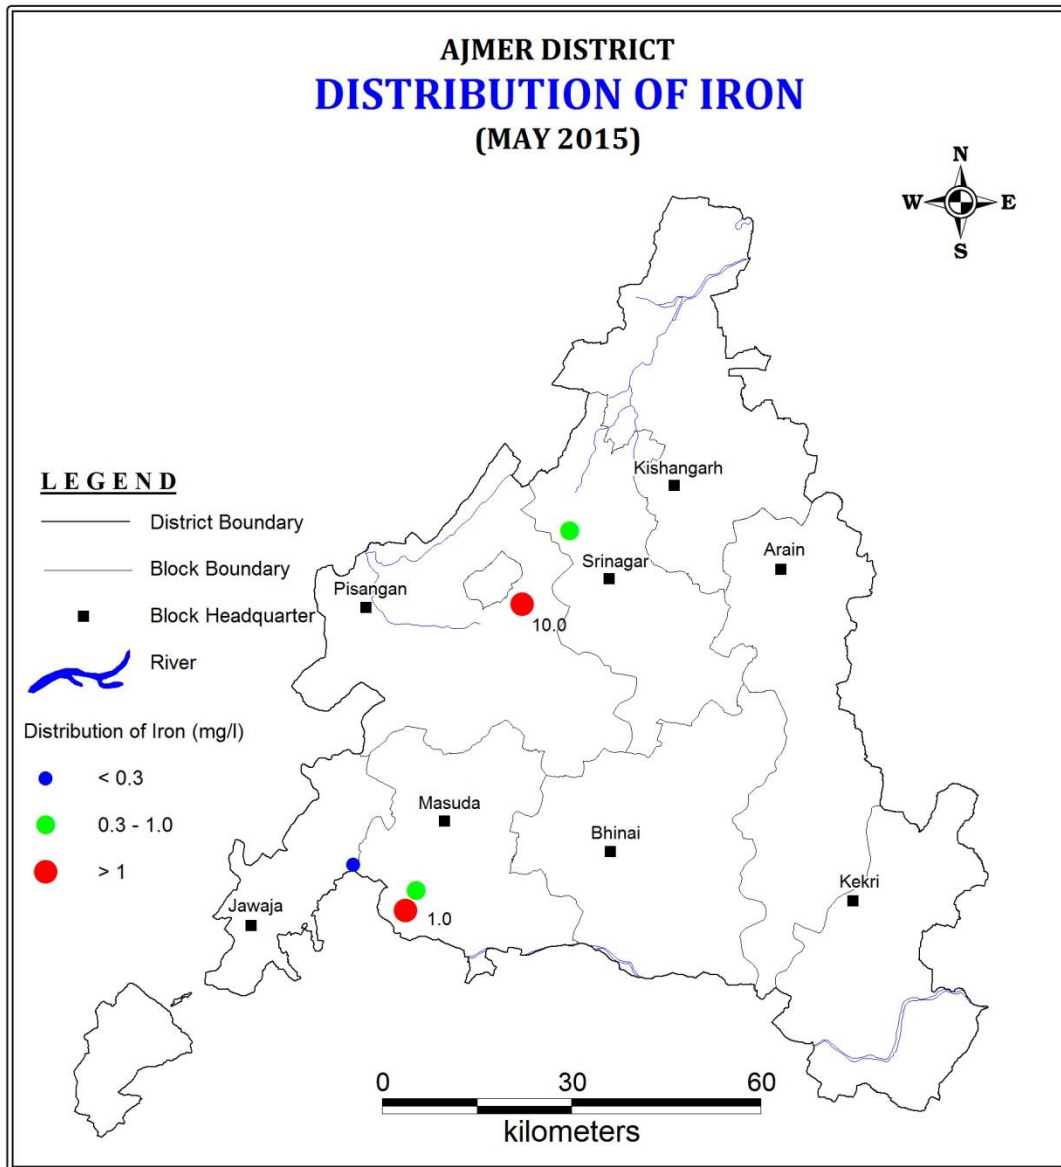 AJMER DISTRICT
DISTRIBUTION OF IRON
(MAY 2015)
N
W E
S
Kishangarh
L E G E N D
District Boundary
Arain
Srinagar
Block Boundary
Pisangan
Block Headquarter
10.0
River
Distribution of Iron (mg/l)
< 0.3
Masuda
0.3 - 1.0
Bhinai
> 1
Kekri
Jawaja
1.0
0 30 60
kilometers